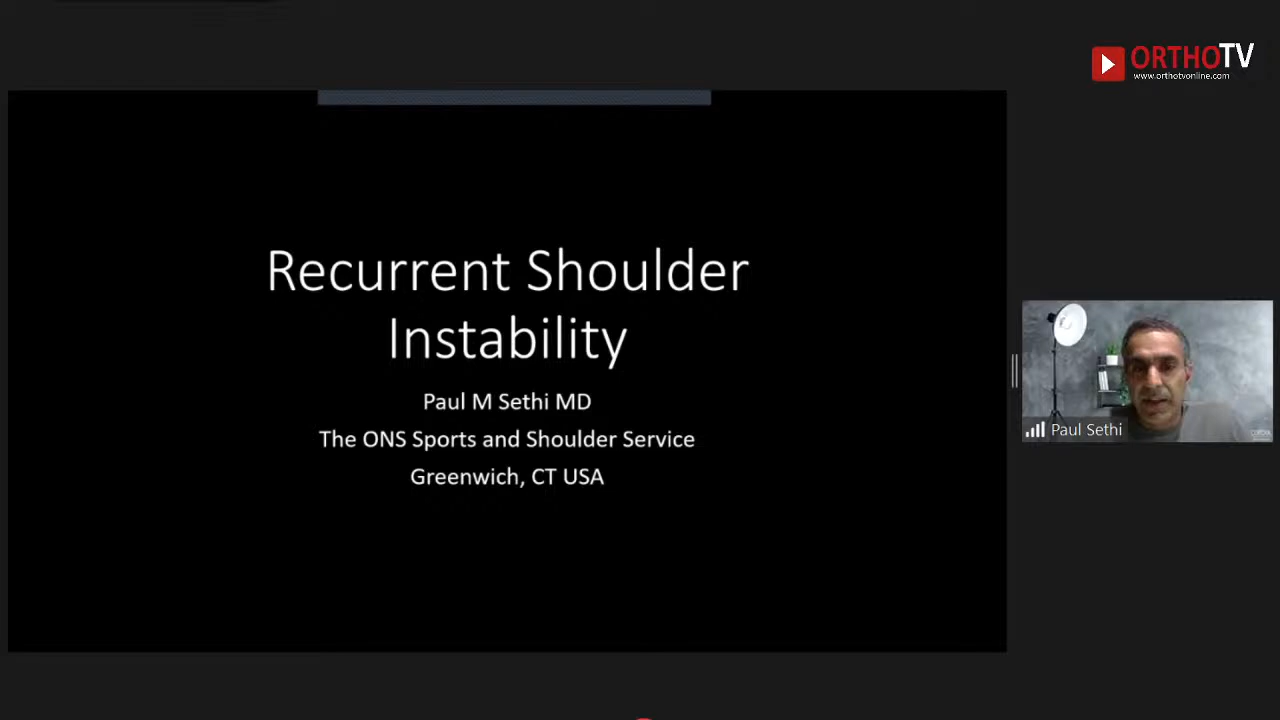 ORTHOTV
www.orthotvonline.com
Recurrent Shoulder
Instability
Paul M Sethi MD
The ONS Sports and Shoulder Service
Greenwich, CT USA
Paul Sethi